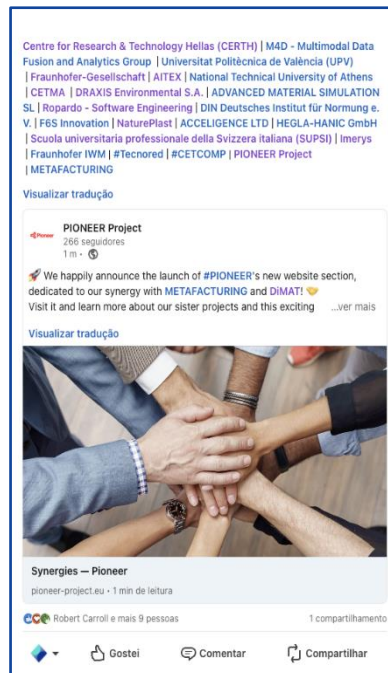 Centre for Research & Technology Hellas (CERTH) | M4D - Multimodal Data
Fusion and Analytics Group | Universitat Politècnica de València (UPV)
| Fraunhofer-Gesellschaft | AITEX | National Technical University of Athens
| CETMA | DRAXIS Environmental S.A. | ADVANCED MATERIAL SIMULATION
SL | Ropardo - Software Engineering | DIN Deutsches Institut für Normung e.
V. | F6S Innovation | NaturePlast | ACCELIGENCE LTD | HEGLA-HANIC GmbH
| Scuola universitaria professionale della Svizzera italiana (SUPSI) | Imerys
| Fraunhofer IWM | #Tecnored | #CETCOMP | PIONEER Project
| METAFACTURING
Visualizar tradução
Pioneer
PIONEER Project
266 seguidores
1 m •
🚀 We happily announce the launch of #PIONEER's new website section,
dedicated to our synergy with METAFACTURING and DiMAT! 🤝
Visit it and learn more about our sister projects and this exciting ...ver mais
Visualizar tradução
Synergies — Pioneer
pioneer-project.eu • 1 min de leitura
Robert Carroll e mais 9 pessoas 1 compartilhamento
Gostei Comentar Compartilhar